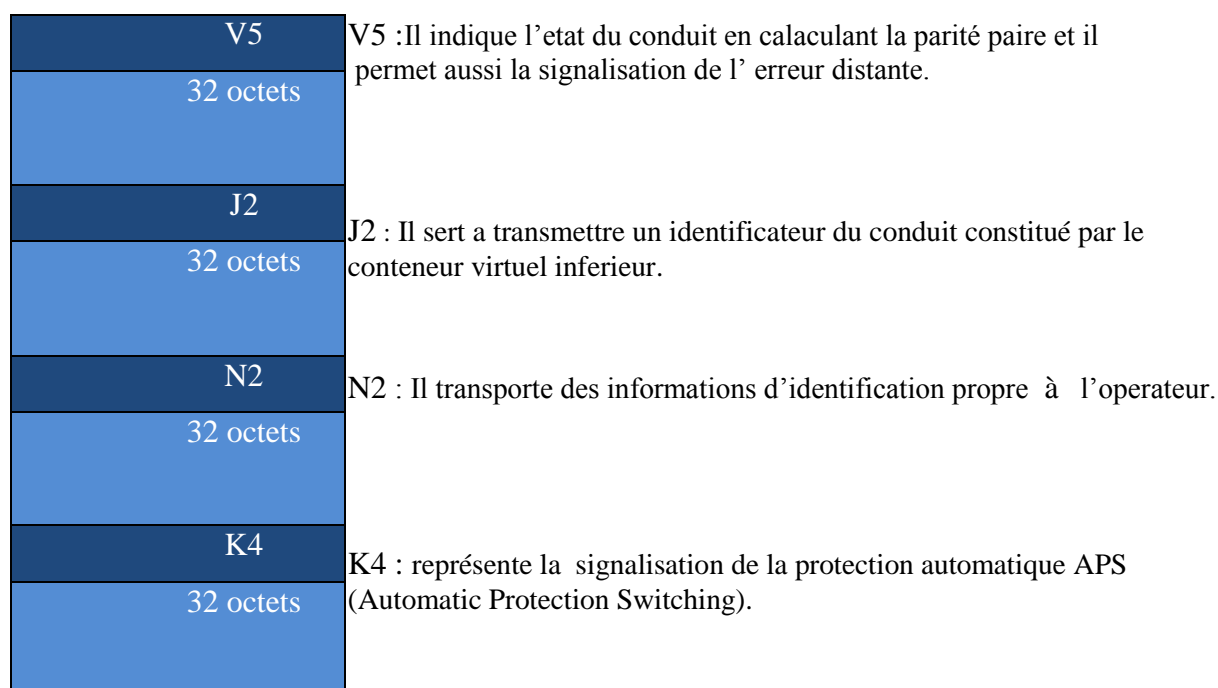 V5
V5 :Il indique l’etat du conduit en calaculant la parité paire et il
permet aussi la signalisation de l’ erreur distante.
32 octets
J2
J2 : Il sert a transmettre un identificateur du conduit constitué par le
32 octets
conteneur virtuel inferieur.
N2
N2 : Il transporte des informations d’identification propre à l’operateur.
32 octets
K4
K4 : représente la signalisation de la protection automatique APS
32 octets
(Automatic Protection Switching).